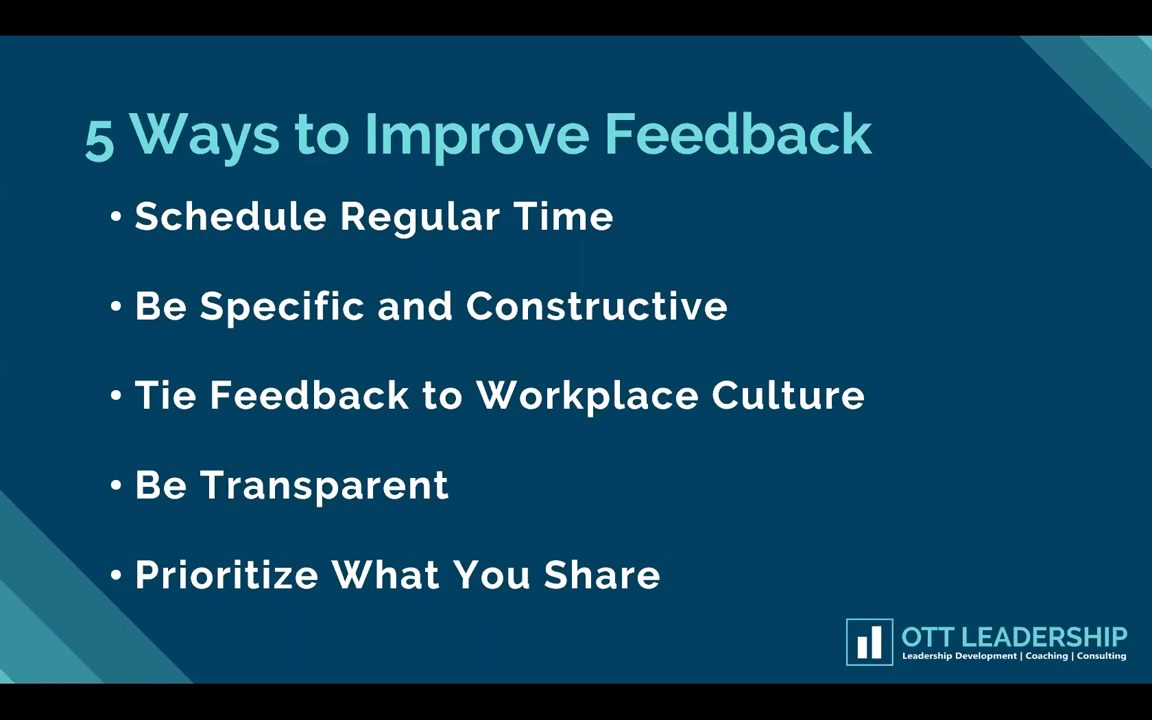 5 Ways to Improve Feedback
• Schedule Regular Time
• Be Specific and Constructive
• Tie Feedback to Workplace Culture
• Be Transparent
• Prioritize What You Share
OTT LEADERSHIP
Leadership Development | Coaching | Consulting